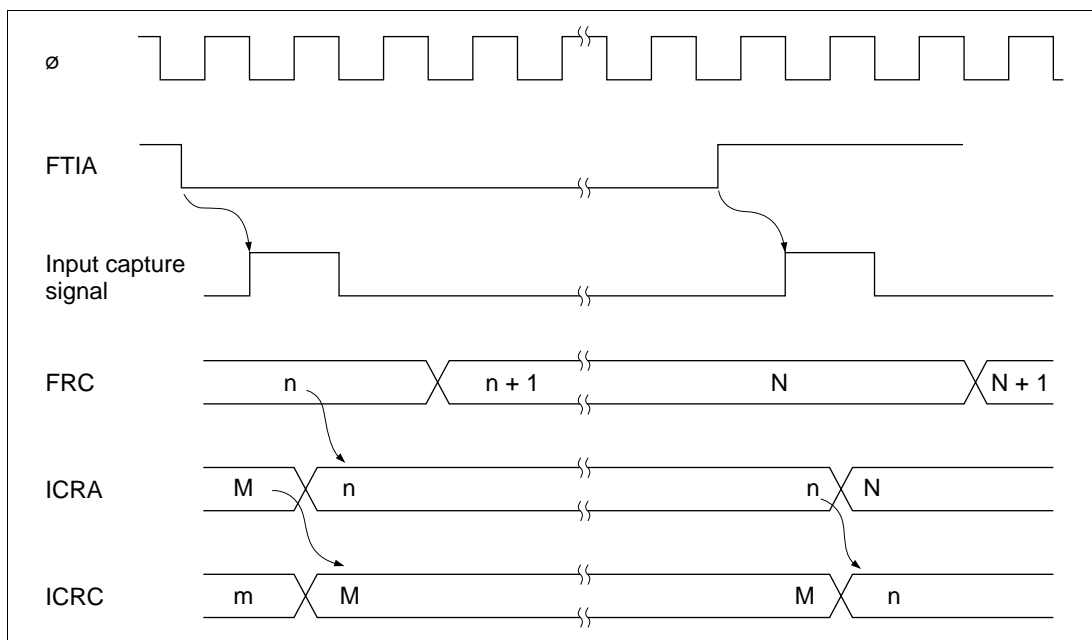 ø
FTIA
Input capture
signal
FRC
n
n + 1
N
N + 1
ICRA
M
n
n
N
ICRC
m
M
M
n